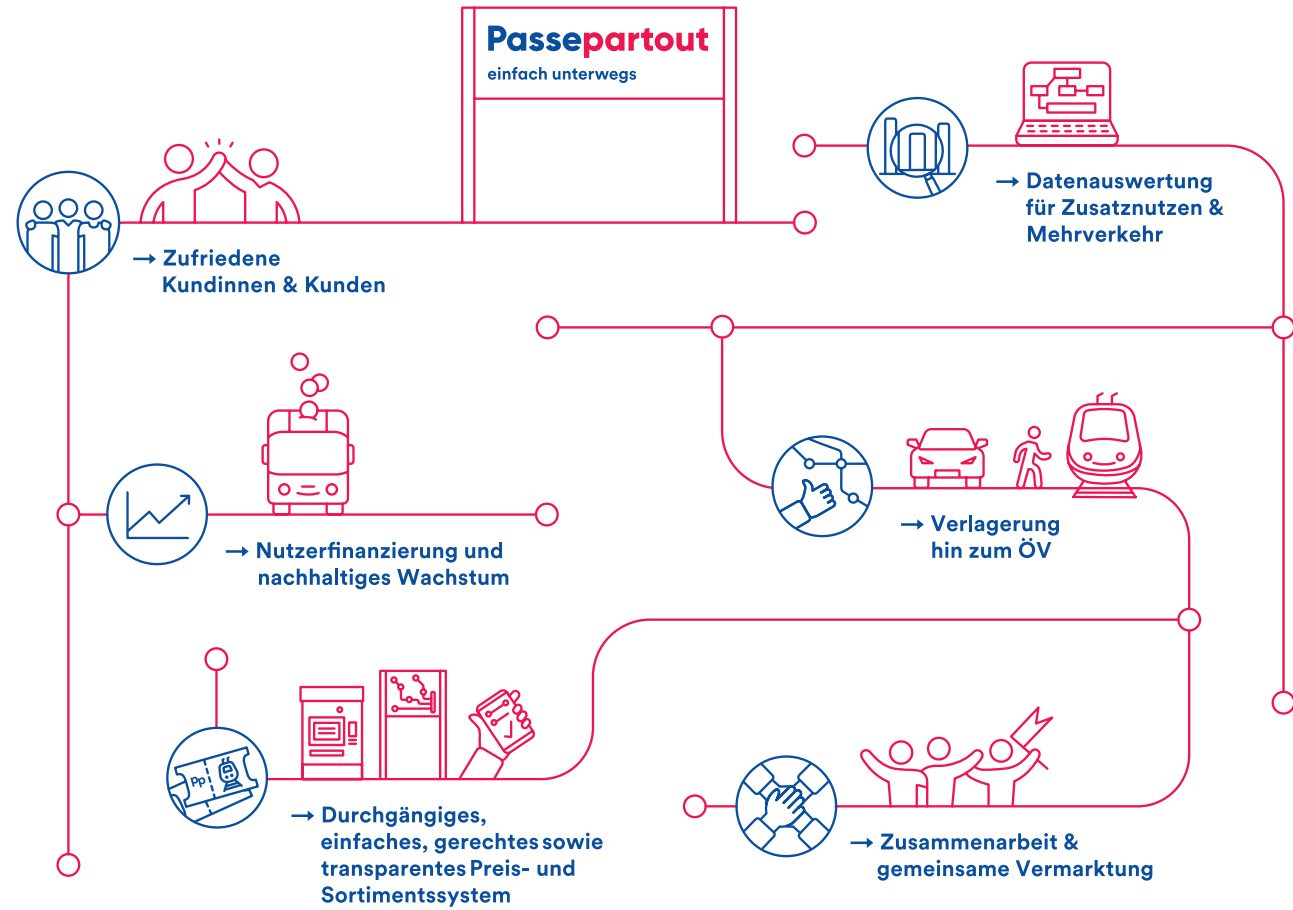 Passepartout
einfach unterwegs
→ Datenauswertung
für Zusatznutzen &
Mehrverkehr
→ Zufriedene
Kundinnen & Kunden
→ Verlagerung
hin zum ÖV
→ Nutzerfinanzierung und
nachhaltiges Wachstum
Pp
→ Durchgängiges,
einfaches, gerechtes sowie
transparentes Preis- und
Sortimentssystem
→ Zusammenarbeit &
gemeinsame Vermarktung